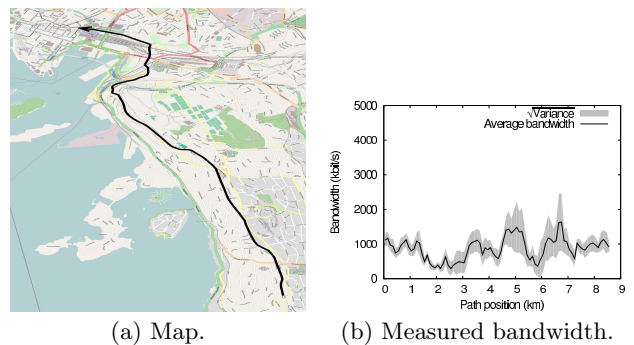 5000
4000
3000
2000
1000
0
0 1 2 3 4 5 6 7 8 9
Bandwidth (kbit/s)
Path position (km)
√Variance
Average bandwidth
(a) Map.
(b) Measured bandwidth.